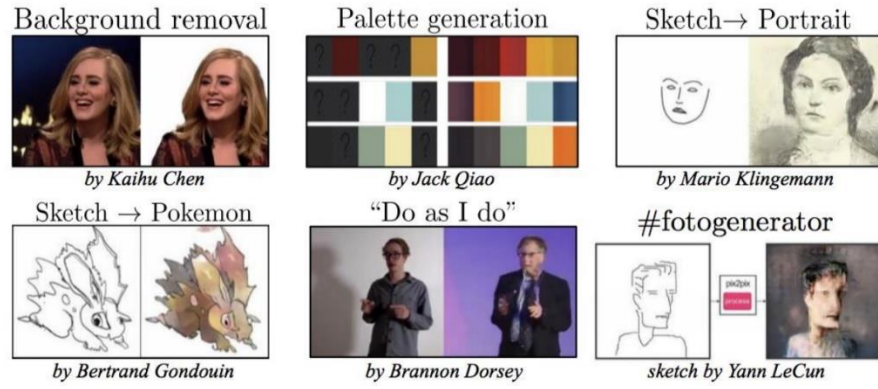 Background removal
Palette generation
Sketch→ Portrait
? ? ?
? ? ?
? ? ?
by Kaihu Chen
by Jack Qiao
by Mario Klingemann
Sketch → Pokemon
“Do as I do”
#fotogenerator
pix2pix
process
by Bertrand Gondouin
by Brannon Dorsey
sketch by Yann LeCun